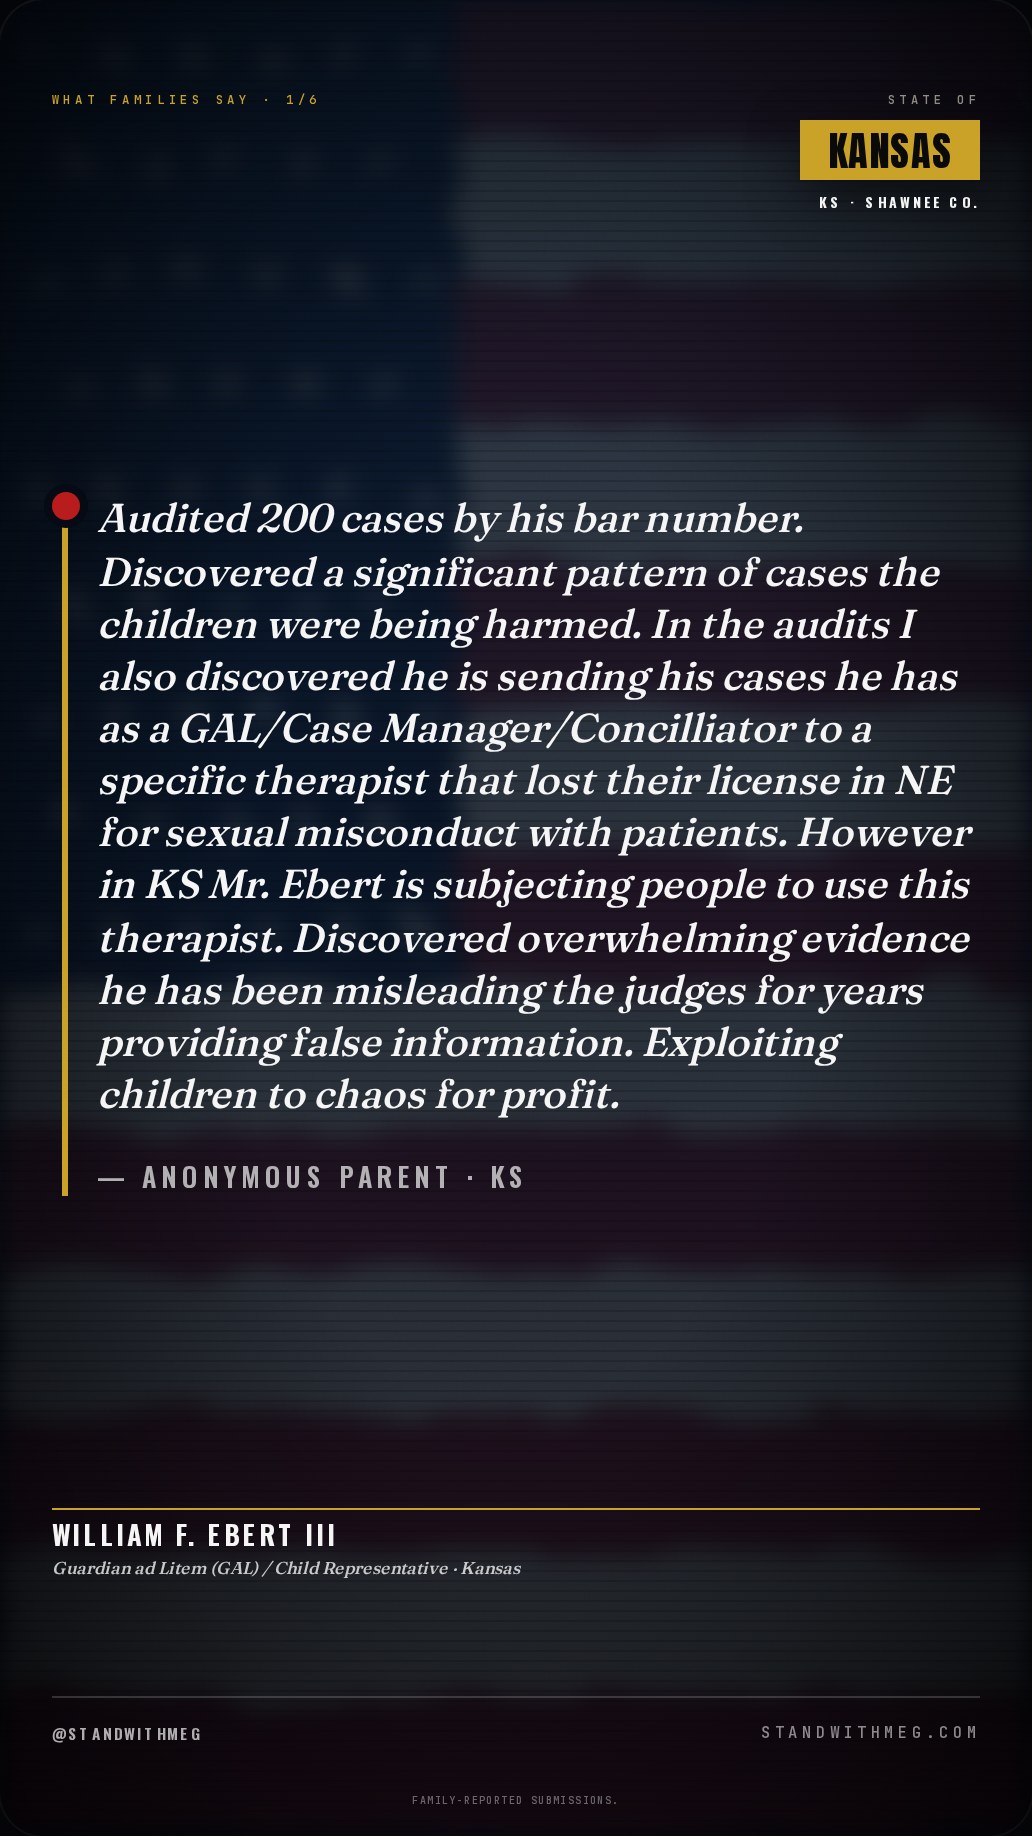 WHAT FAMILIES SAY · 1/6
STATE OF
KANSAS
KS · SHAWNEE CO.
Audited 200 cases by his bar number.
Discovered a significant pattern of cases the
children were being harmed. In the audits I
also discovered he is sending his cases he has
as a GAL/Case Manager/Concilliator to a
specific therapist that lost their license in NE
for sexual misconduct with patients. However
in KS Mr. Ebert is subjecting people to use this
therapist. Discovered overwhelming evidence
he has been misleading the judges for years
providing false information. Exploiting
children to chaos for profit.
— ANONYMOUS PARENT · KS
WILLIAM F. EBERT III
Guardian ad Litem (GAL) / Child Representative · Kansas
@STANDWITHMEG
STANDWITHMEG.COM
FAMILY-REPORTED SUBMISSIONS.